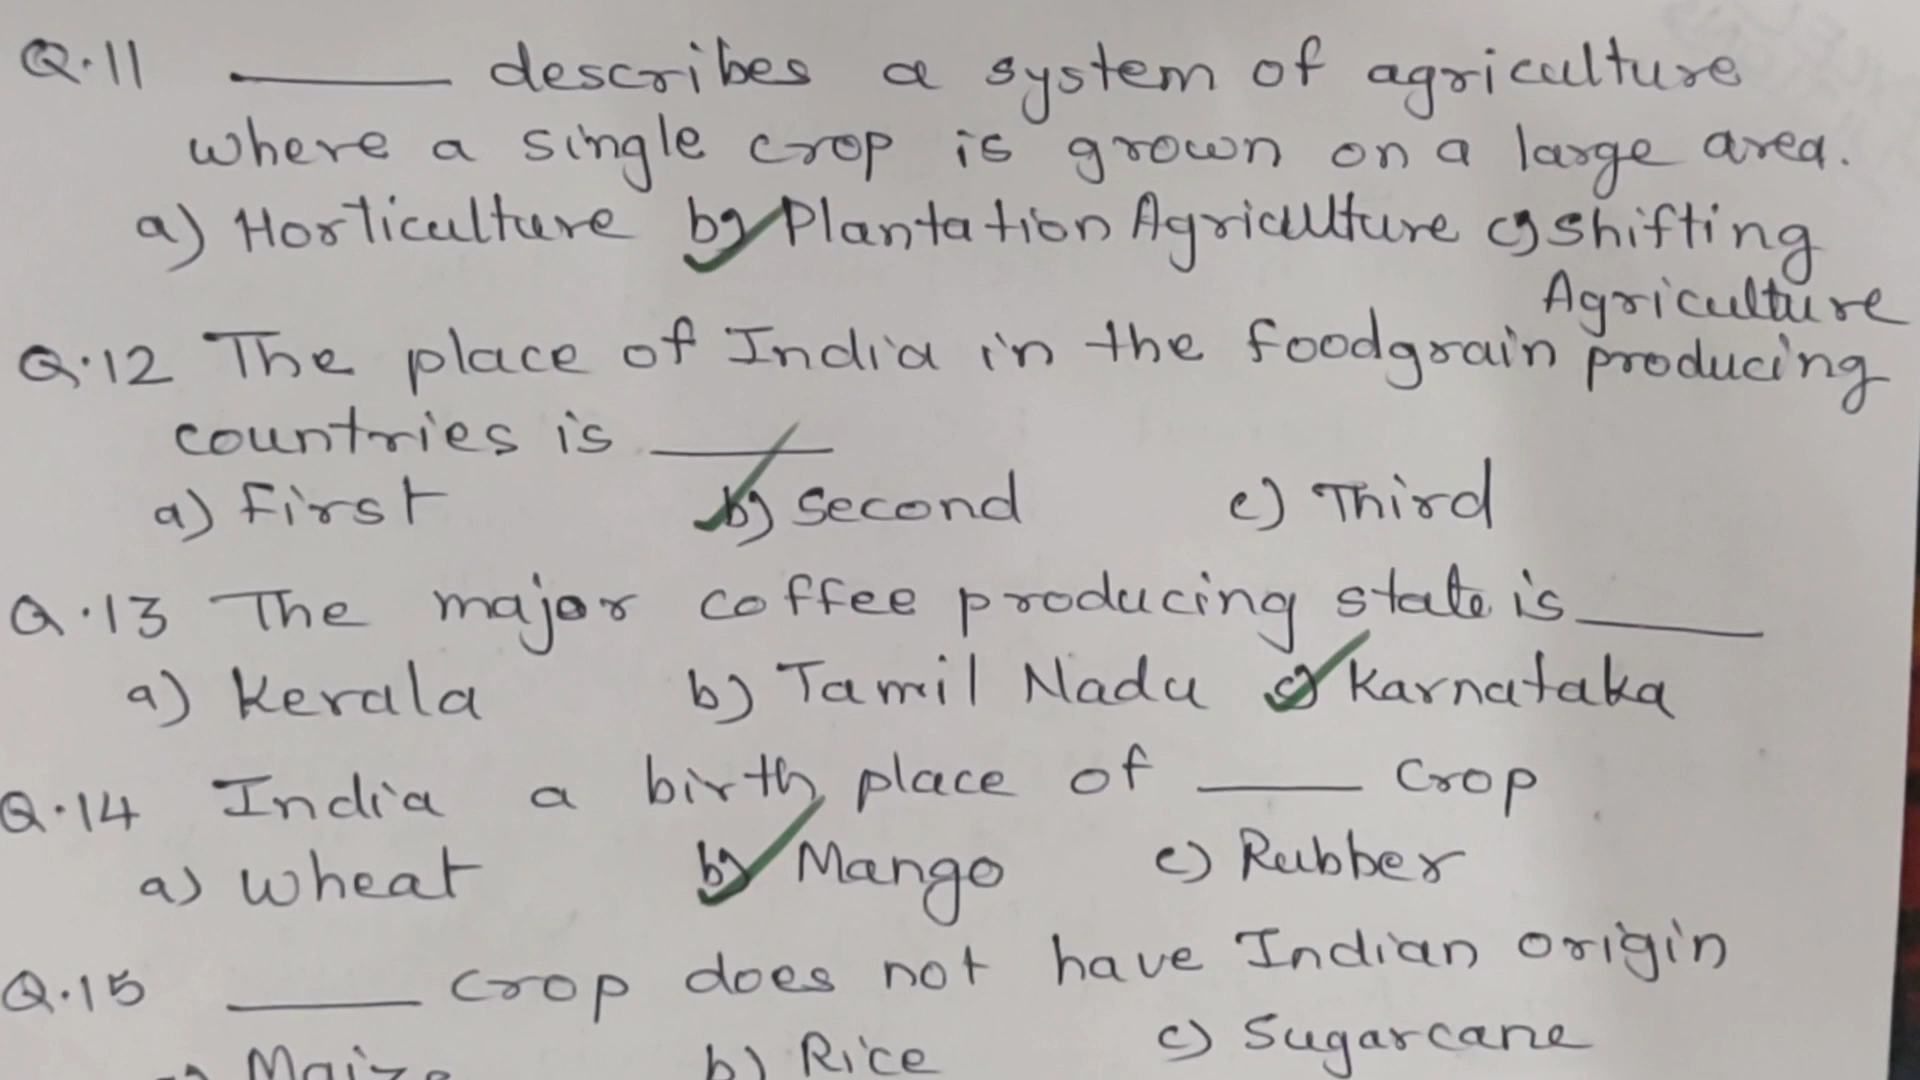 Q.11 ______ describes a system of agriculture
where a single crop is grown on a large area.
a) Horticulture b) Plantation Agriculture c) Shifting
Agriculture
Q.12 The place of India in the foodgrain producing
countries is ______
a) First b) Second c) Third
Q.13 The major coffee producing state is ______
a) Kerala b) Tamil Nadu c) Karnataka
Q.14 India a birth place of ______ Crop
a) Wheat b) Mango c) Rubber
Q.15 ______ crop does not have Indian origin
a) Maize b) Rice c) Sugarcane